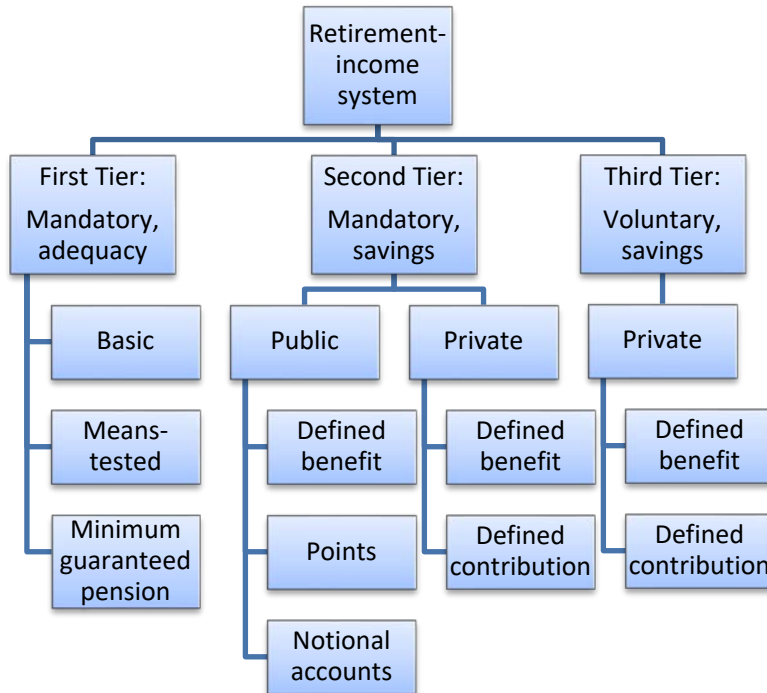 Retirement-
income
system
First Tier:
Mandatory,
adequacy
Second Tier:
Mandatory,
savings
Third Tier:
Voluntary,
savings
Basic
Public
Private
Private
Means-
tested
Defined
benefit
Defined
benefit
Defined
benefit
Minimum
guaranteed
pension
Points
Defined
contribution
Defined
contribution
Notional
accounts